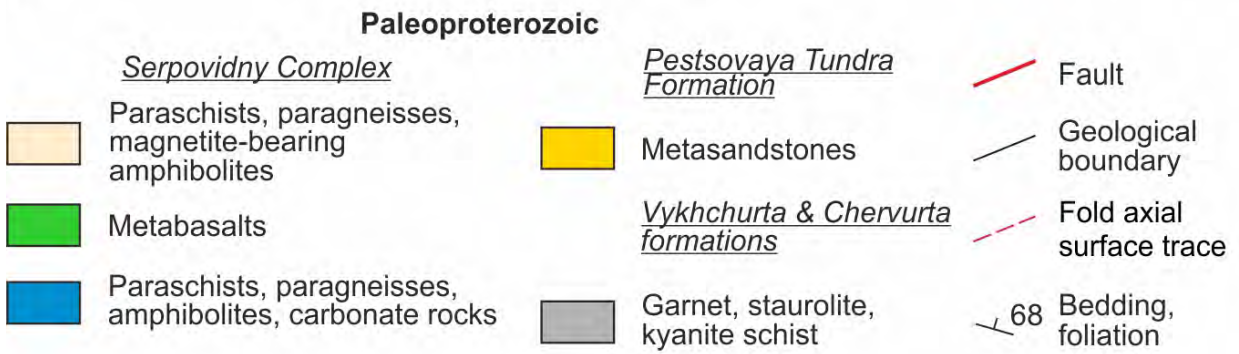 Paleoproterozoic
Serpovidny Complex
Paraschists, paragneisses,
magnetite-bearing
amphibolites
Metabasalts
Paraschists, paragneisses,
amphibolites, carbonate rocks
Pestsovaya Tundra
Formation
Metasandstones
Vykhchurta & Chervurta
formations
Garnet, staurolite,
kyanite schist
Fault
Geological
boundary
Fold axial
surface trace
68
Bedding,
foliation